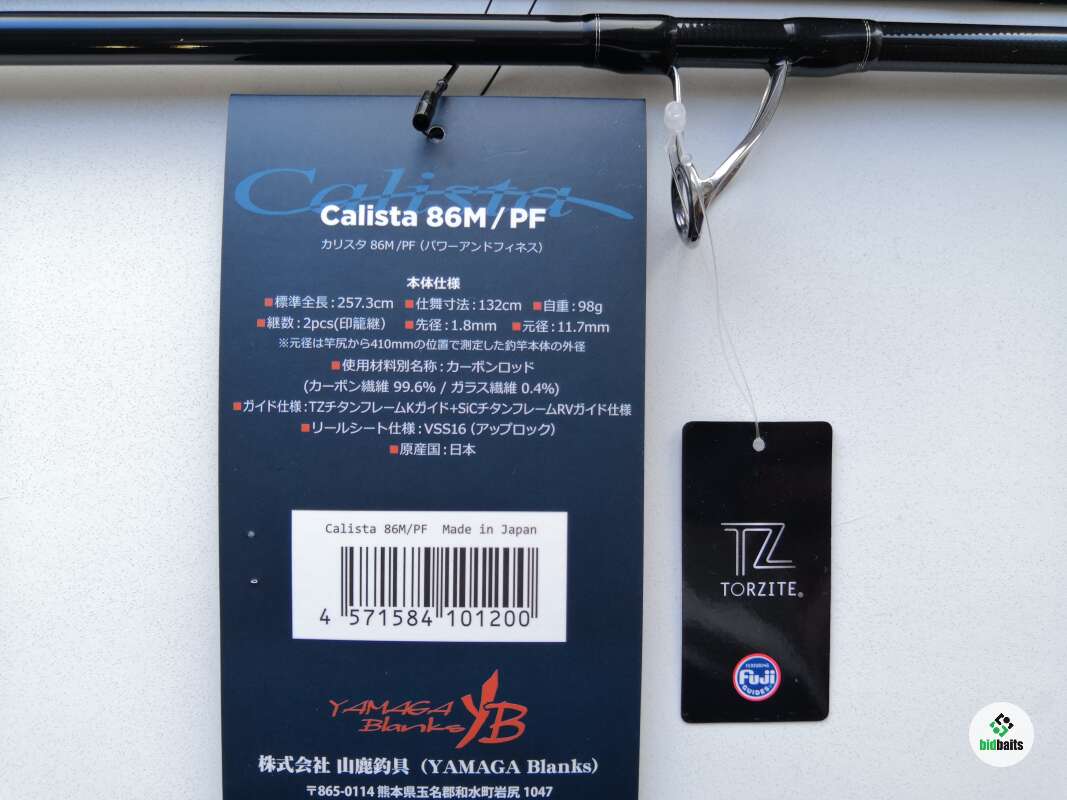 Calista
Calista 86M/PF
カリスタ 86M/PF（パワーアンドフィネス）
本体仕様
■標準全長：257.3cm ■仕舞寸法：132cm ■自重：98g
■継数：2pcs(印籠継） ■先径：1.8mm ■元径：11.7mm
※元径は竿尻から410mmの位置で測定した釣竿本体の外径
■使用材料別名称：カーボンロッド
(カーボン繊維 99.6% / ガラス繊維 0.4%)
■ガイド仕様：TZチタンフレームKガイド+SiCチタンフレームRVガイド仕様
■リールシート仕様：VSS16（アップロック）
■原産国：日本
Calista 86M/PF Made in Japan
4 571584 101200
YAMAGA
Blanks
YB
株式会社 山鹿釣具（YAMAGA Blanks）
〒865-0114 熊本県玉名郡和水町岩尻 1047
TZ
TORZITE®
Fuji
GUIDES
bidbaits